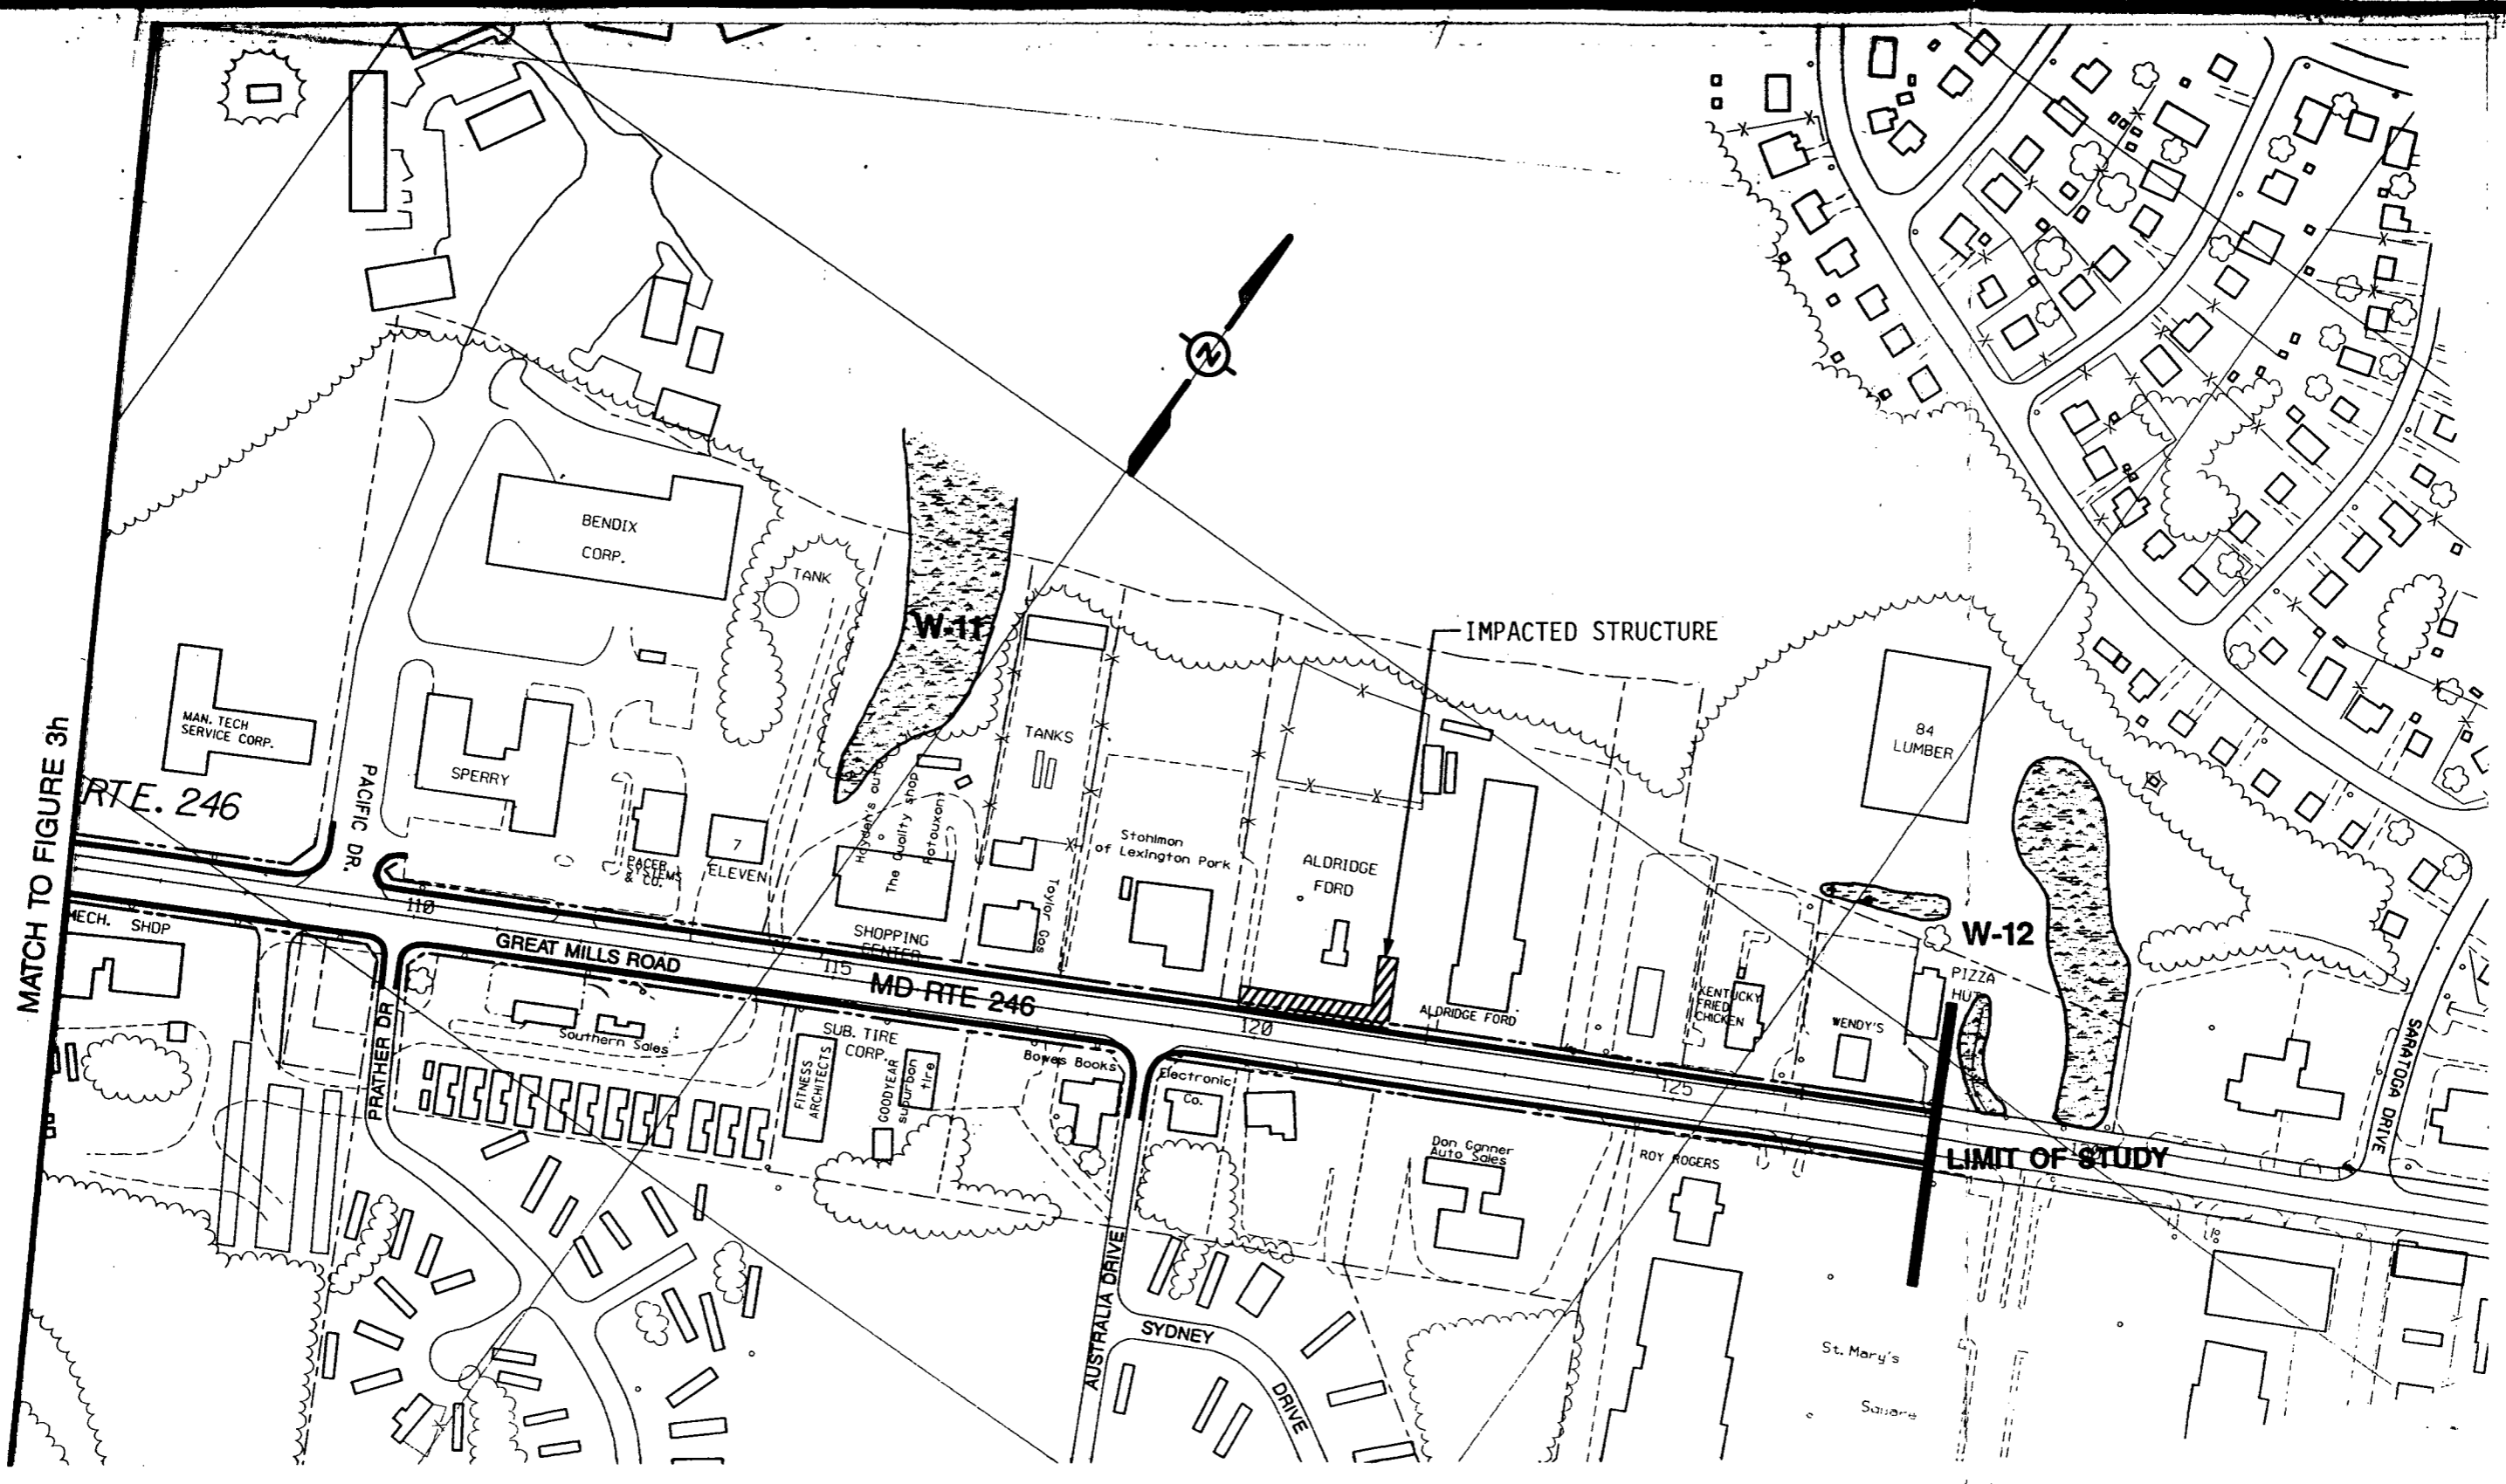 BENDIX
CORP.
TANK
W-11
IMPACTED STRUCTURE
MAN. TECH
SERVICE CORP.
SPERRY
TANKS
84
LUMBER
MATCH TO FIGURE 3h
RTE. 246
PACIFIC DR.
PACER
SYSTEMS
& CO.
7
ELEVEN
The Quality shop
Stohlmon
of Lexington Park
Taylor Gas
ALDRIDGE
FORD
W-12
PIZZA
HUT
MECH. SHOP
110
GREAT MILLS ROAD
SHOPPING
CENTER
115
MD RTE 246
120
ALDRIDGE FORD
KENTUCKY
FRIED
CHICKEN
WENDY'S
125
PRATHER DR
Southern Sales
SUB. TIRE
CORP.
FITNESS
ARCHITECTS
GOODYEAR
suburban
tire
Bowes Books
Electronic
Co.
Don Ganner
Auto Sales
ROY ROGERS
LIMIT OF STUDY
SARATOGA DRIVE
AUSTRALIA DRIVE
SYDNEY
DRIVE
St. Mary's
Square